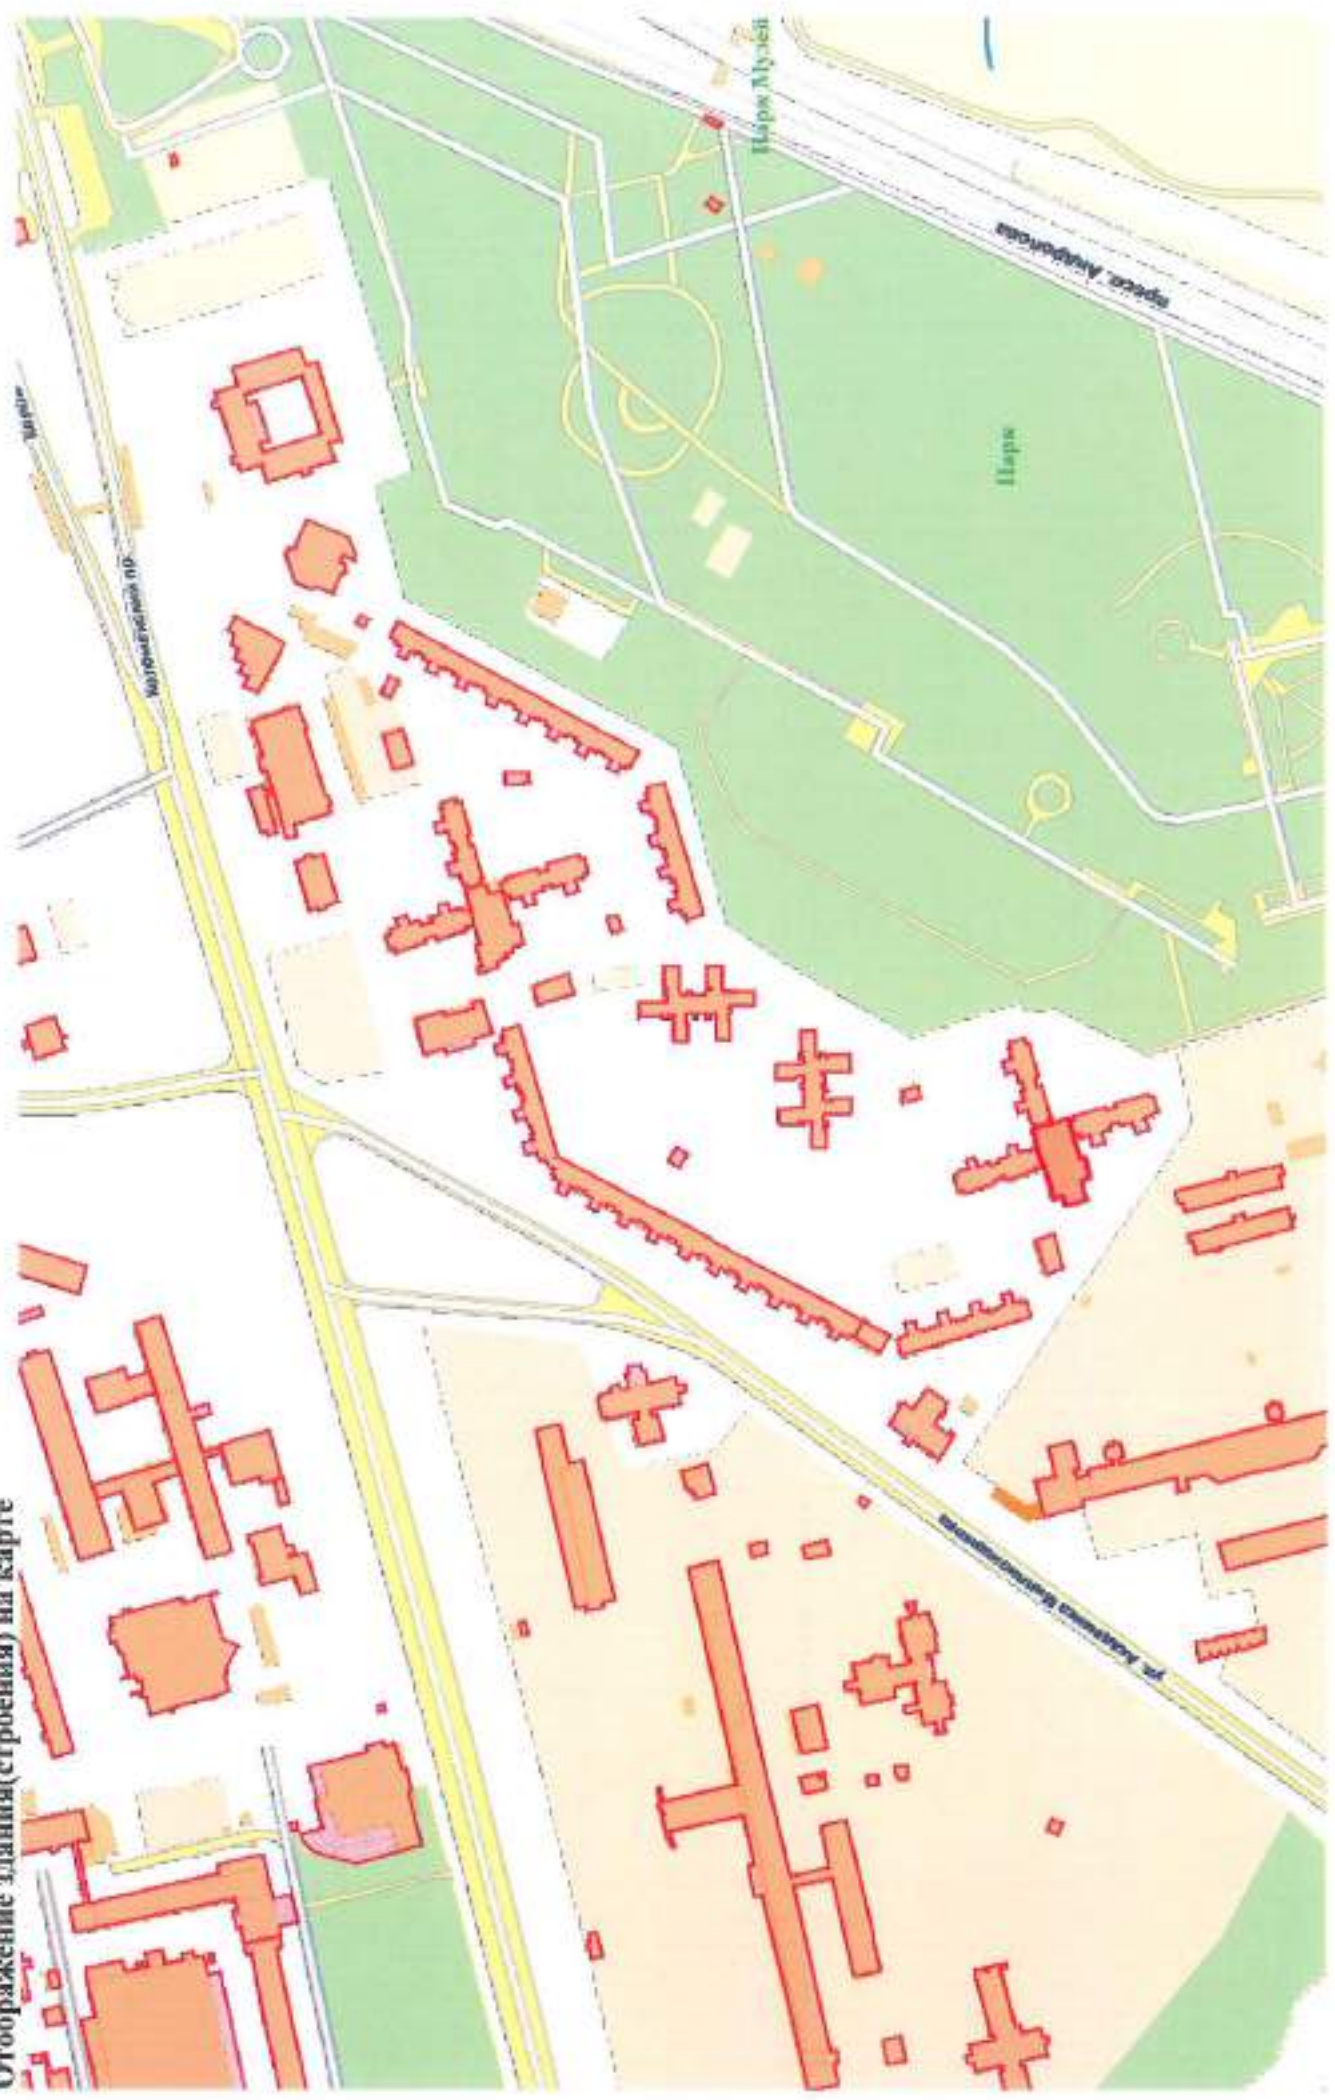 Отображение здания(строения) на карте
Парк Музей
просп. Андропова
Парк
Коломенский пр.
ул. Академика Миллионщикова